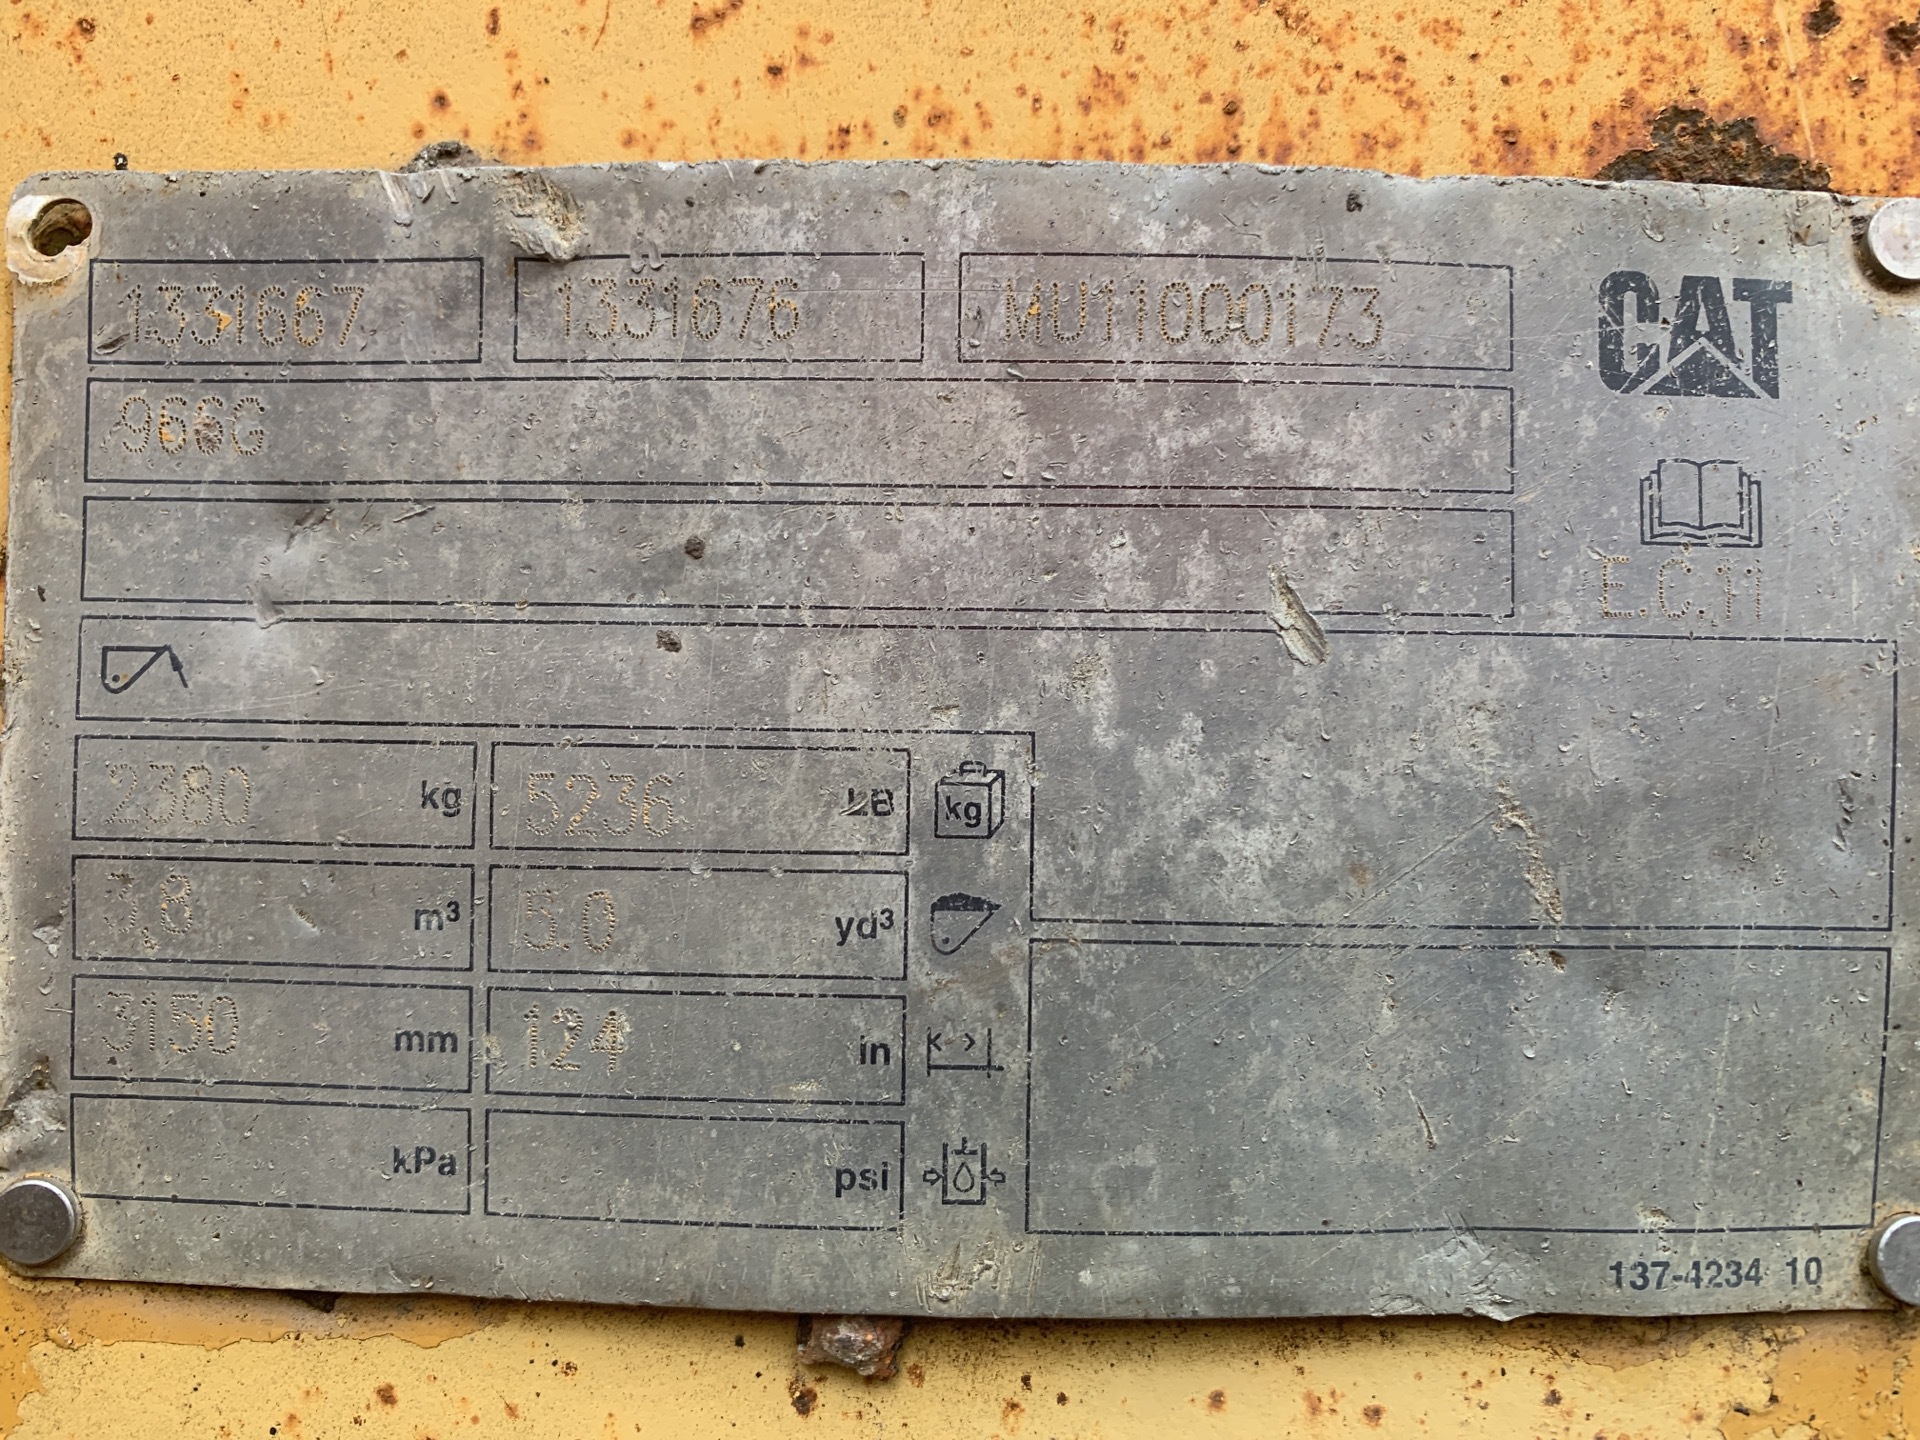 1331667 1331676 MU11000173 CAT
966G
E.C.11
2380 kg 5236 LB kg
3,8 m³ 5.0 yd³
3150 mm 124 in
kPa psi
137-4234 10